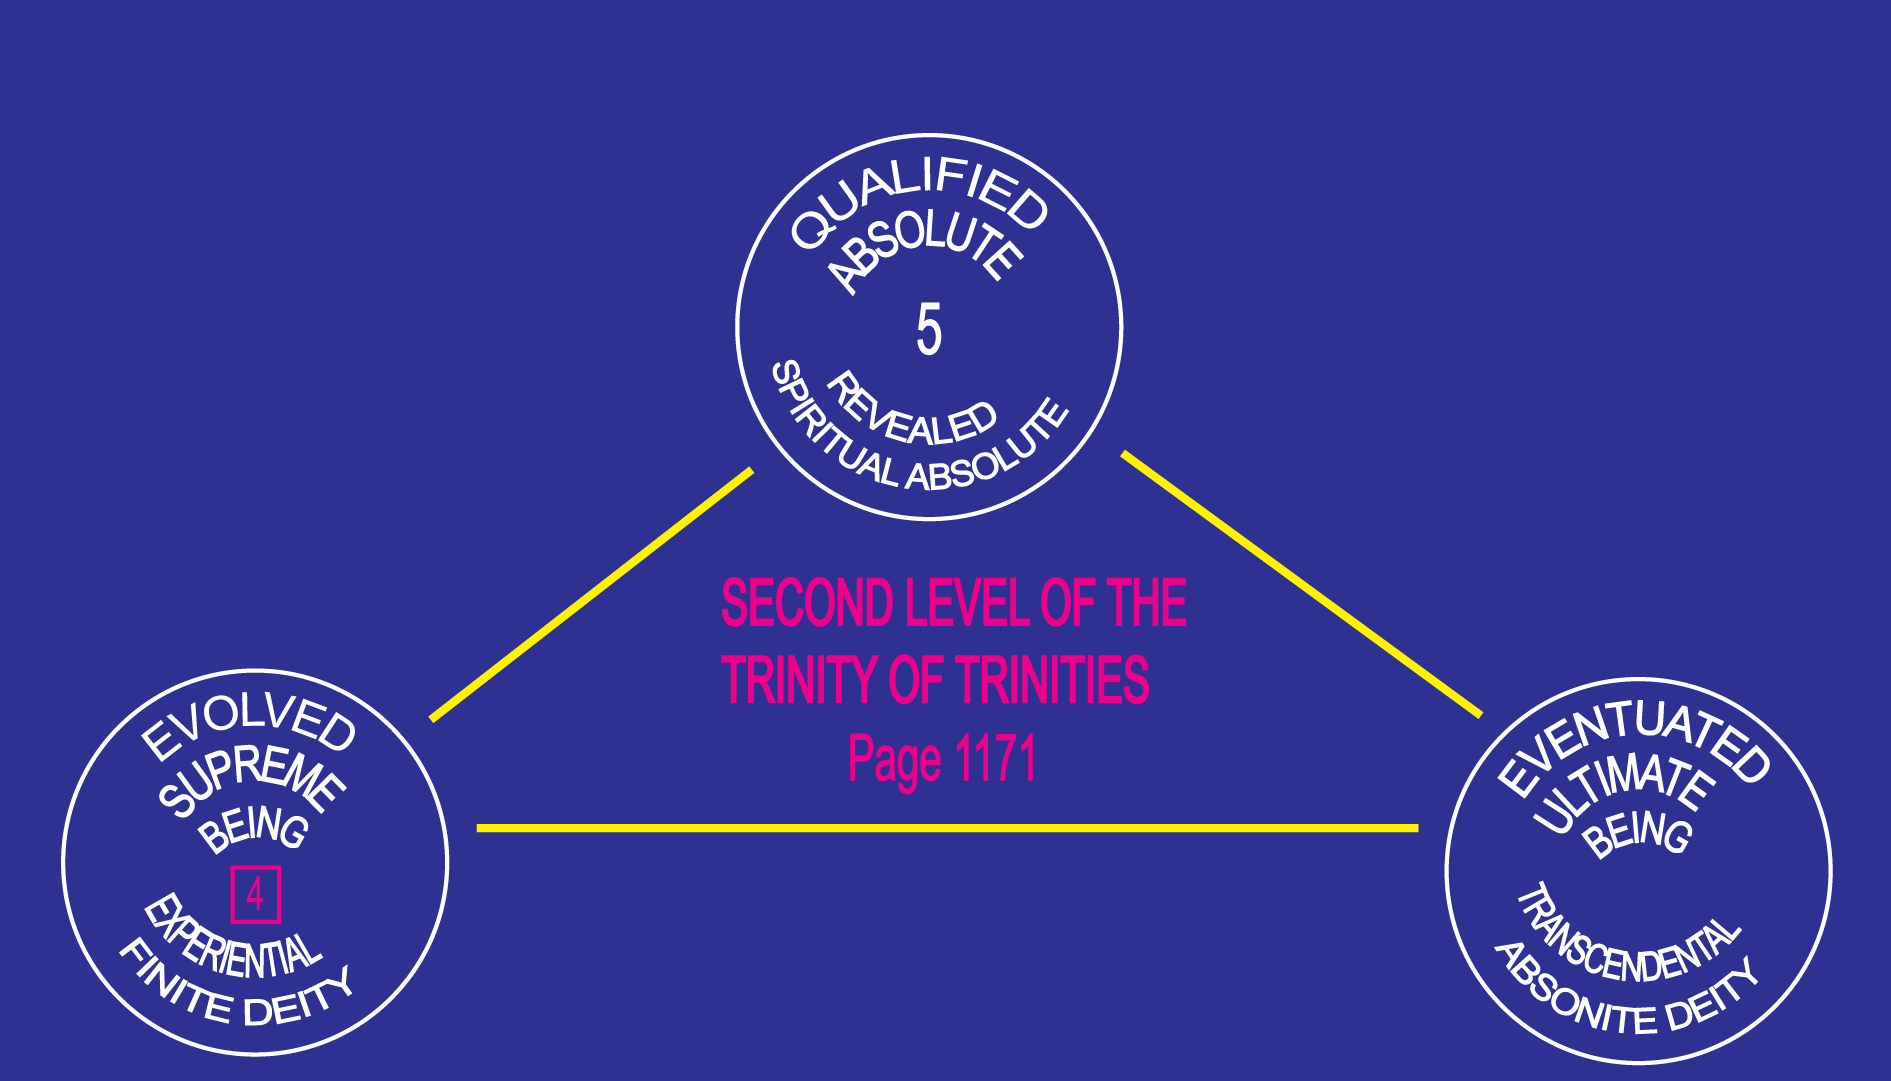 QUALIFIED
ABSOLUTE
5
REVEALED
SPIRITUAL ABSOLUTE
SECOND LEVEL OF THE
TRINITY OF TRINITIES
Page 1171
EVOLVED
SUPREME
BEING
4
EXPERIENTIAL
FINITE DEITY
EVENTUATED
ULTIMATE
BEING
TRANSCENDENTAL
ABSONITE DEITY